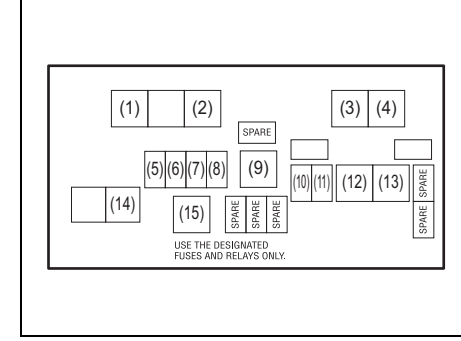 (1) (2) (3) (4)
SPARE
(5) (6) (7) (8) (9) (10) (11) (12) (13) SPARE
(14) (15) SPARE SPARE SPARE SPARE
USE THE DESIGNATED
FUSES AND RELAYS ONLY.